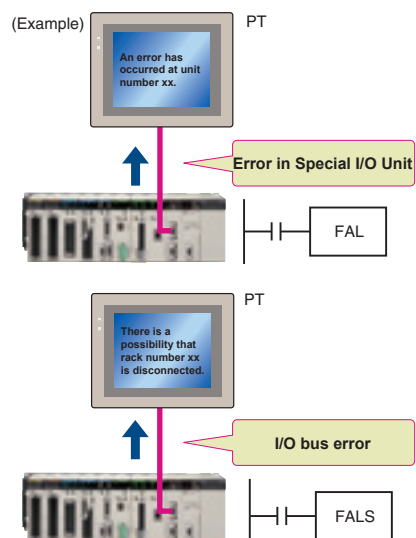 (Example)
PT
An error has
occurred at unit
number xx.
Error in Special I/O Unit
FAL
PT
There is a
possibility that
rack number xx
is disconnected.
I/O bus error
FALS